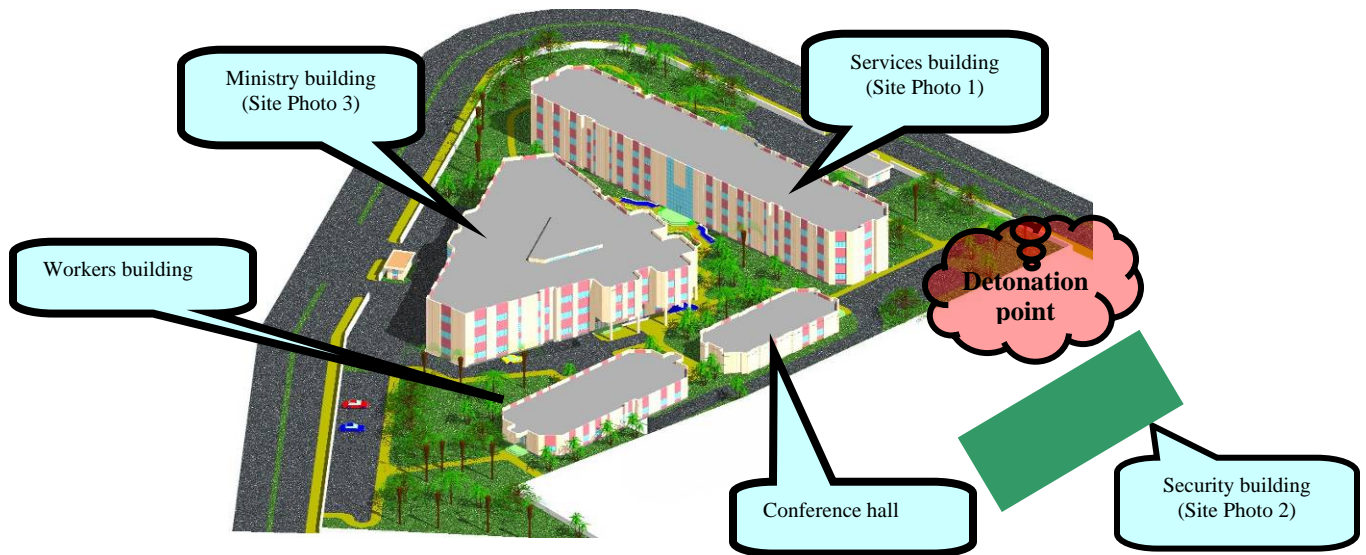 Ministry building
(Site Photo 3)
Services building
(Site Photo 1)
Workers building
Detonation
point
Conference hall
Security building
(Site Photo 2)